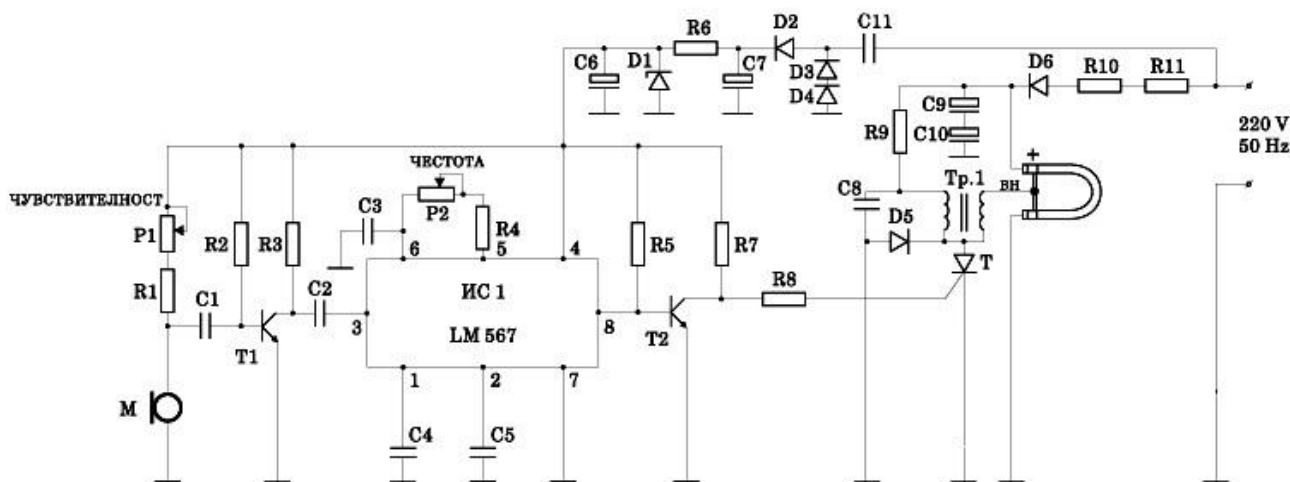 D2
C11
R6
C6
D1
C7
D3
D4
D6
R10
R11
R9
C9
C10
220 V
50 Hz
ЧЕСТОТА
ЧУВСТВИТЕЛНОСТ
C3
P2
R4
C8
Тр.1
ВН
+
P1
R2
R3
R5
R7
D5
6
5
4
T
R1
C1
C2
ИС 1
R8
3
LM 567
8
T1
T2
1
2
7
M
C4
C5